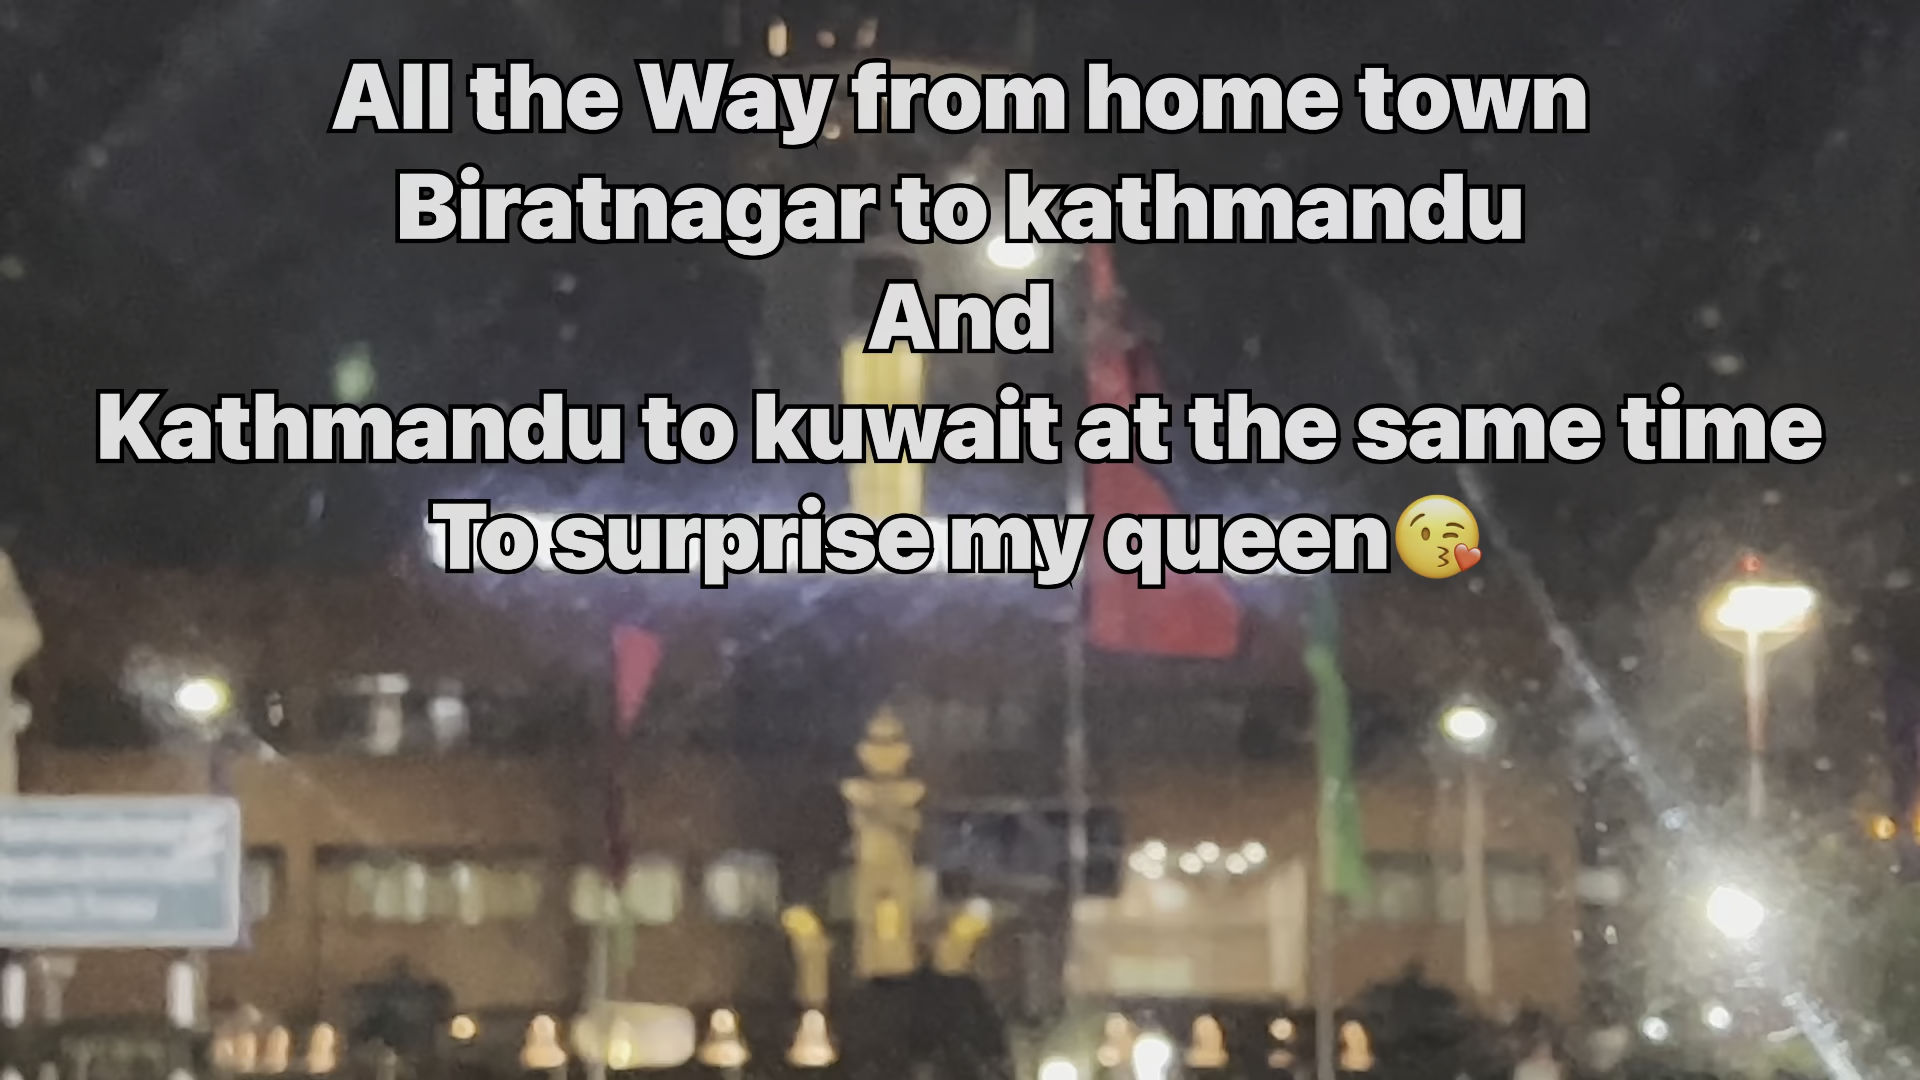 All the Way from home town
Biratnagar to kathmandu
And
Kathmandu to kuwait at the same time
To surprise my queen😘